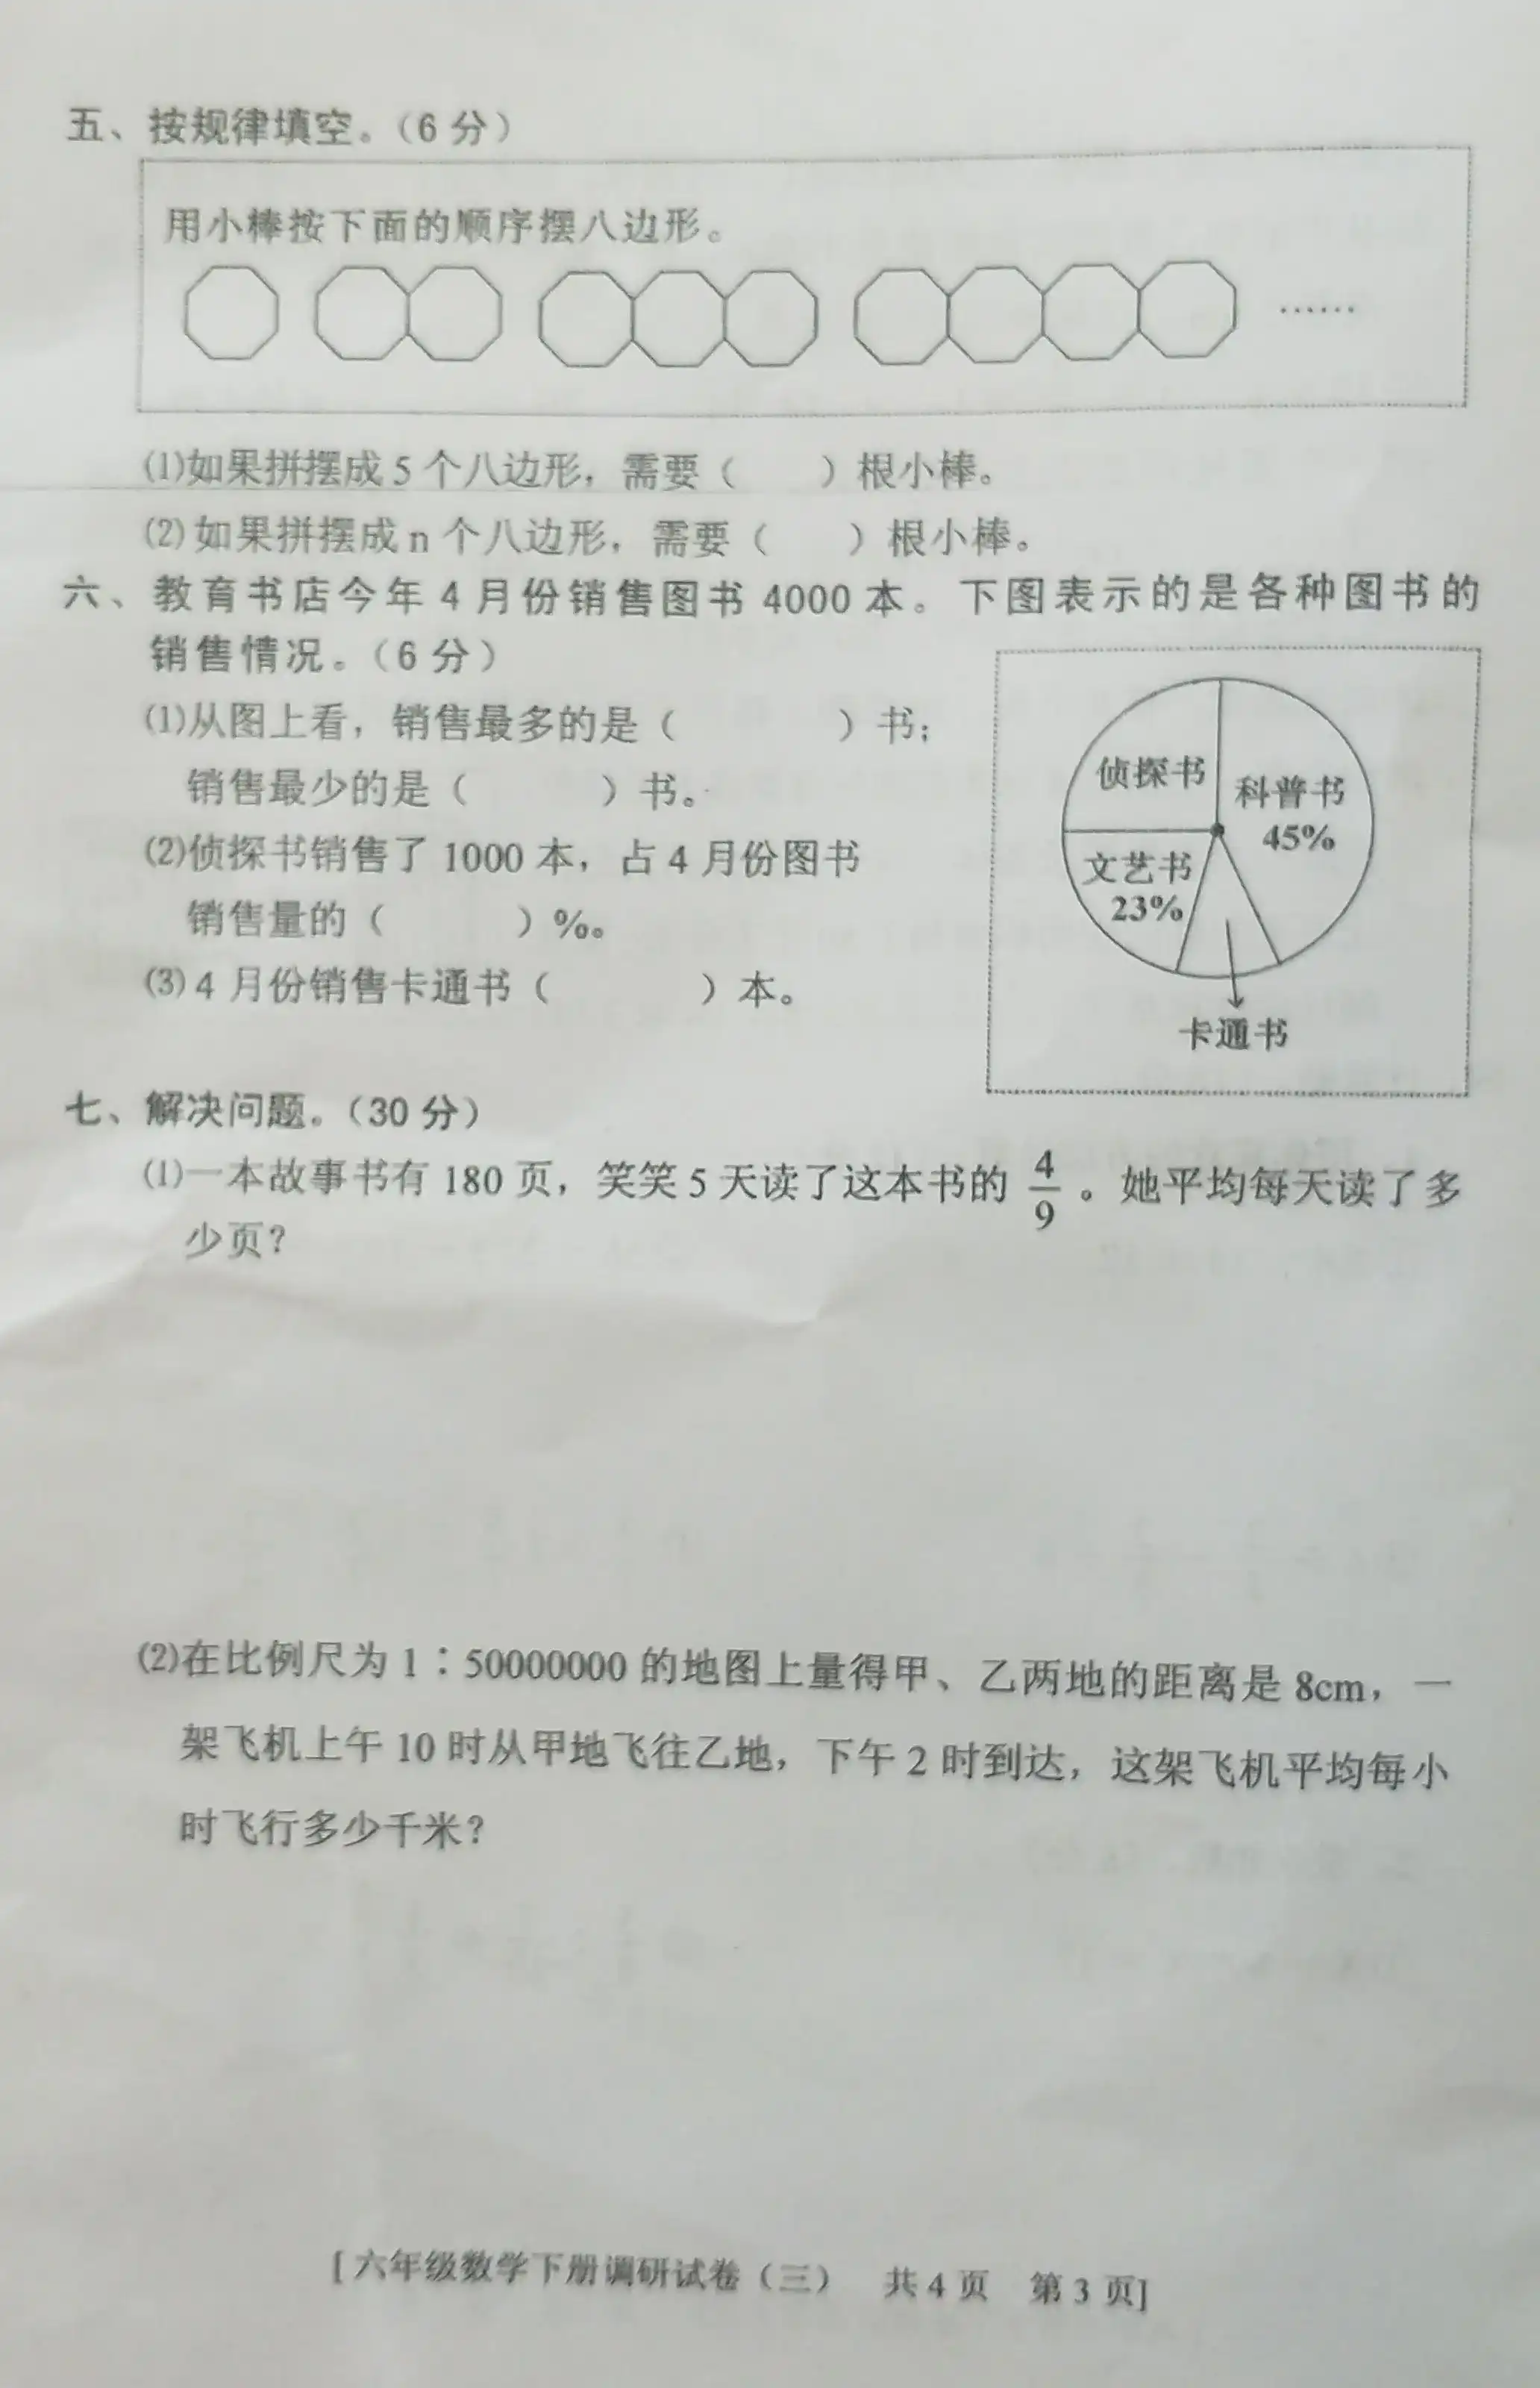 五、按规律填空。（6 分）
用小棒按下面的顺序摆八边形。
……
⑴如果拼摆成 5 个八边形，需要（　　）根小棒。
⑵如果拼摆成 n 个八边形，需要（　　）根小棒。
六、教育书店今年 4 月份销售图书 4000 本。下图表示的是各种图书的
销售情况。（6 分）
⑴从图上看，销售最多的是（　　　　）书；
销售最少的是（　　　）书。
⑵侦探书销售了 1000 本，占 4 月份图书
销售量的（　　　）%。
⑶4 月份销售卡通书（　　　　）本。
侦探书
科普书
45%
文艺书
23%
卡通书
七、解决问题。（30 分）
⑴一本故事书有 180 页，笑笑 5 天读了这本书的 4/9 。她平均每天读了多
少页？
⑵在比例尺为 1∶50000000 的地图上量得甲、乙两地的距离是 8cm，一
架飞机上午 10 时从甲地飞往乙地，下午 2 时到达，这架飞机平均每小
时飞行多少千米？
[ 六年级数学下册调研试卷（三）　共 4 页　第 3 页]